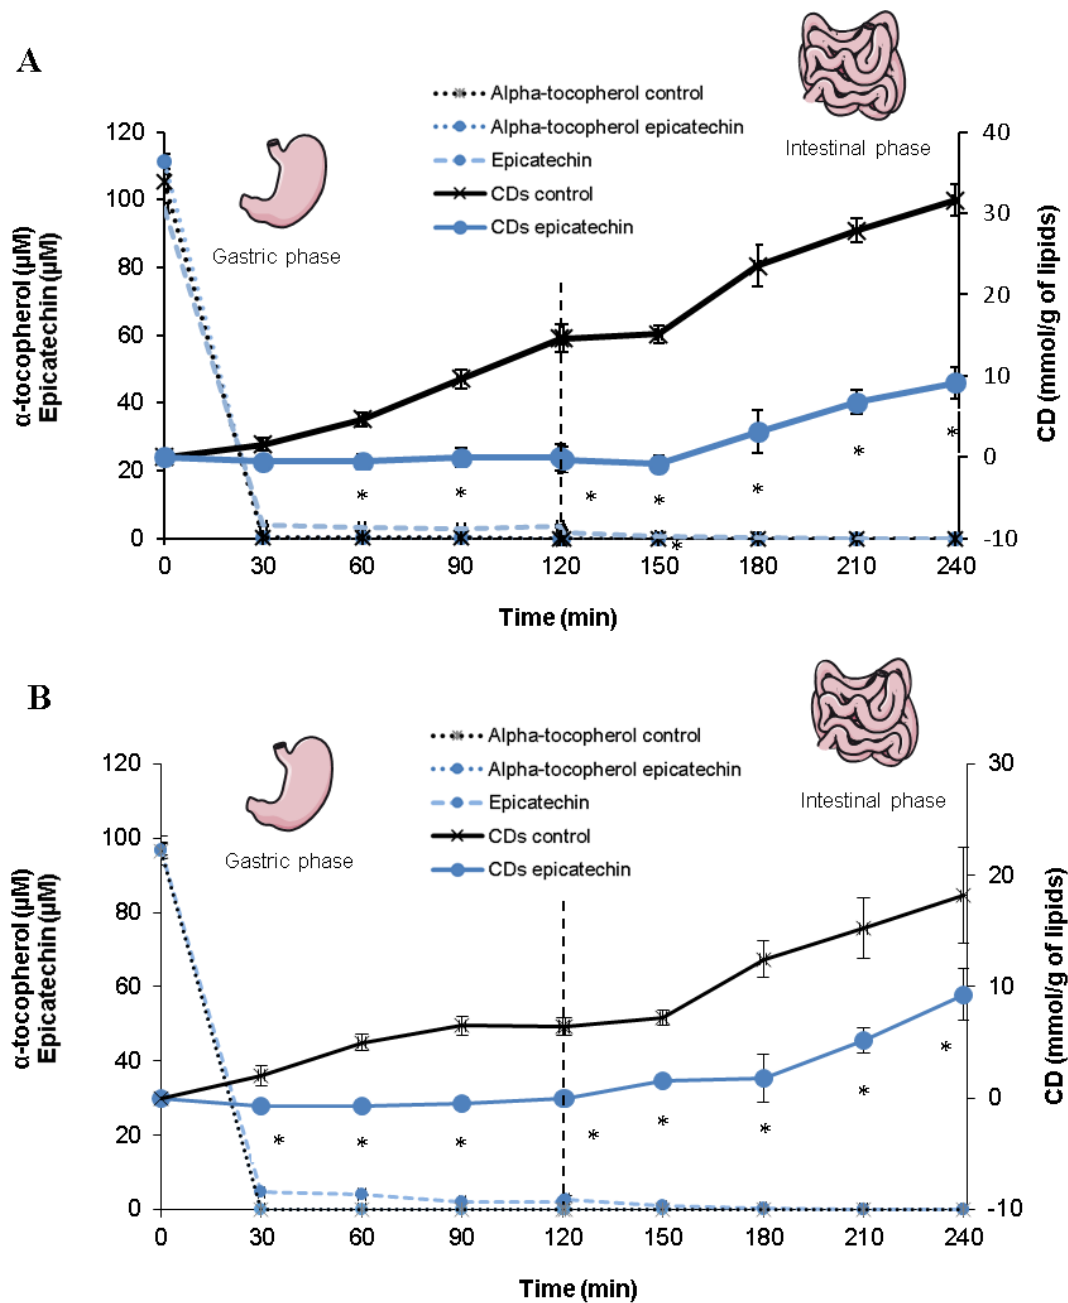 A
Alpha-tocopherol control
Alpha-tocopherol epicatechin
Epicatechin
CDs control
CDs epicatechin
Gastric phase
Intestinal phase
α-tocopherol (µM)
Epicatechin (µM)
120
100
80
60
40
20
0
40
30
20
10
0
-10
CD (mmol/g of lipids)
* * * * * * * *
*
0 30 60 90 120 150 180 210 240
Time (min)
B
Alpha-tocopherol control
Alpha-tocopherol epicatechin
Epicatechin
CDs control
CDs epicatechin
Gastric phase
Intestinal phase
α-tocopherol (µM)
Epicatechin (µM)
120
100
80
60
40
20
0
30
20
10
0
-10
CD (mmol/g of lipids)
* * * * * * * *
0 30 60 90 120 150 180 210 240
Time (min)